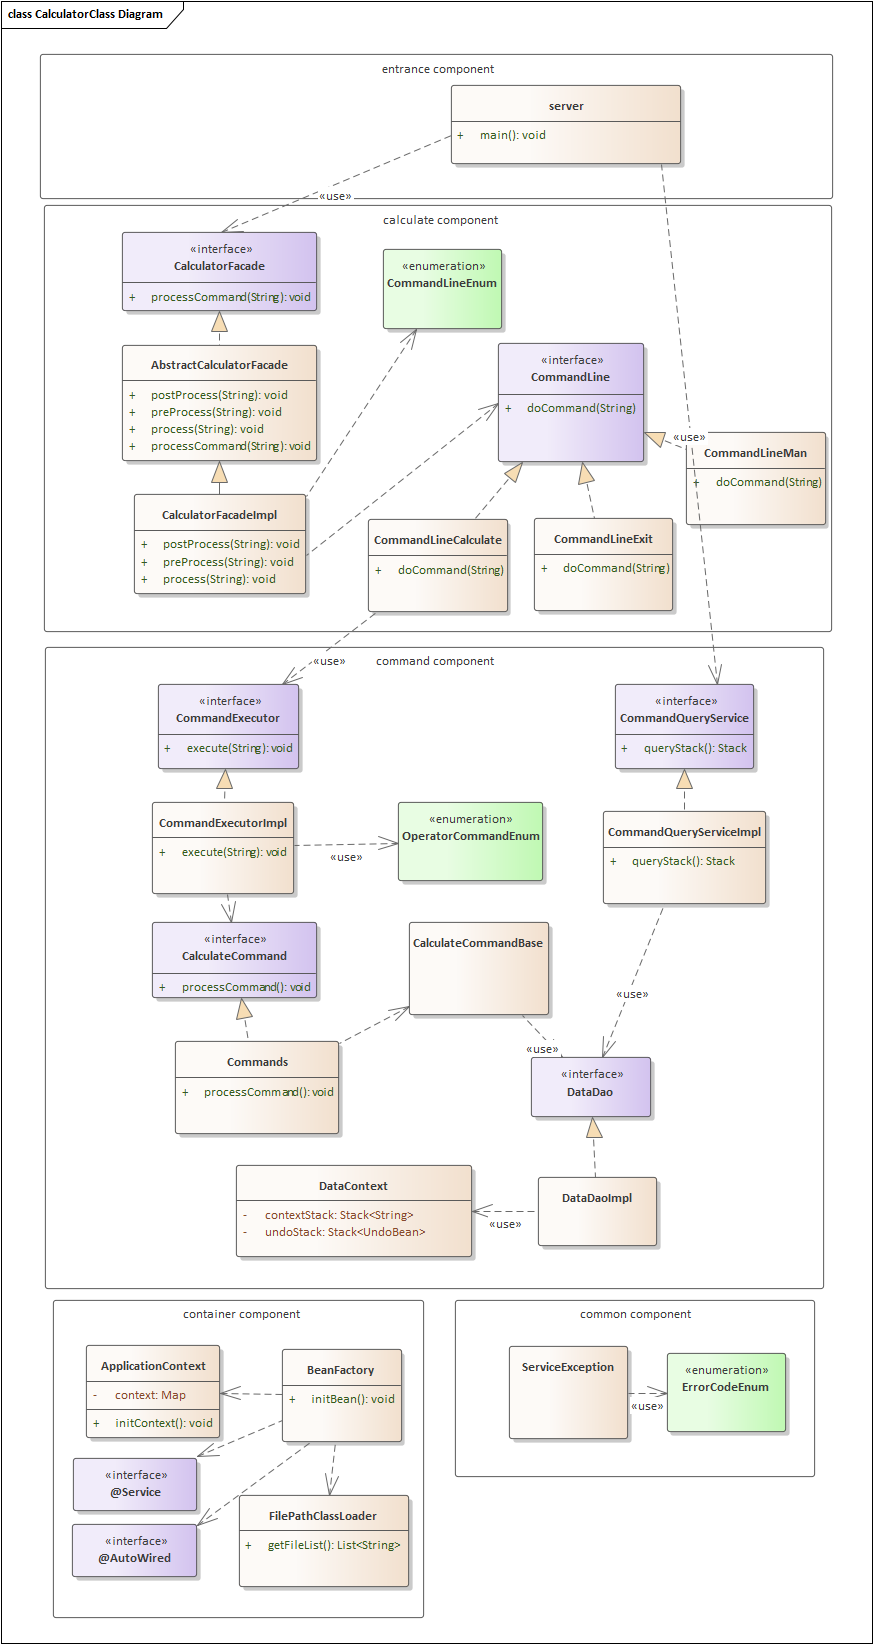 class CalculatorClass Diagram
entrance component
server
+ main(): void
«use»
calculate component
«interface»
CalculatorFacade
+ processCommand(String): void
«enumeration»
CommandLineEnum
AbstractCalculatorFacade
+ postProcess(String): void
+ preProcess(String): void
+ process(String): void
+ processCommand(String): void
«interface»
CommandLine
+ doCommand(String)
«use»
CommandLineMan
+ doCommand(String)
CalculatorFacadeImpl
+ postProcess(String): void
+ preProcess(String): void
+ process(String): void
CommandLineCalculate
+ doCommand(String)
CommandLineExit
+ doCommand(String)
«use»
command component
«interface»
CommandExecutor
+ execute(String): void
«interface»
CommandQueryService
+ queryStack(): Stack
CommandExecutorImpl
+ execute(String): void
«use»
«enumeration»
OperatorCommandEnum
CommandQueryServiceImpl
+ queryStack(): Stack
«interface»
CalculateCommand
+ processCommand(): void
CalculateCommandBase
«use»
Commands
+ processCommand(): void
«use»
«interface»
DataDao
DataContext
- contextStack: Stack<String>
- undoStack: Stack<UndoBean>
«use»
DataDaoImpl
container component
ApplicationContext
- context: Map
+ initContext(): void
BeanFactory
+ initBean(): void
«interface»
@Service
«interface»
@AutoWired
FilePathClassLoader
+ getFileList(): List<String>
common component
ServiceException
«use»
«enumeration»
ErrorCodeEnum